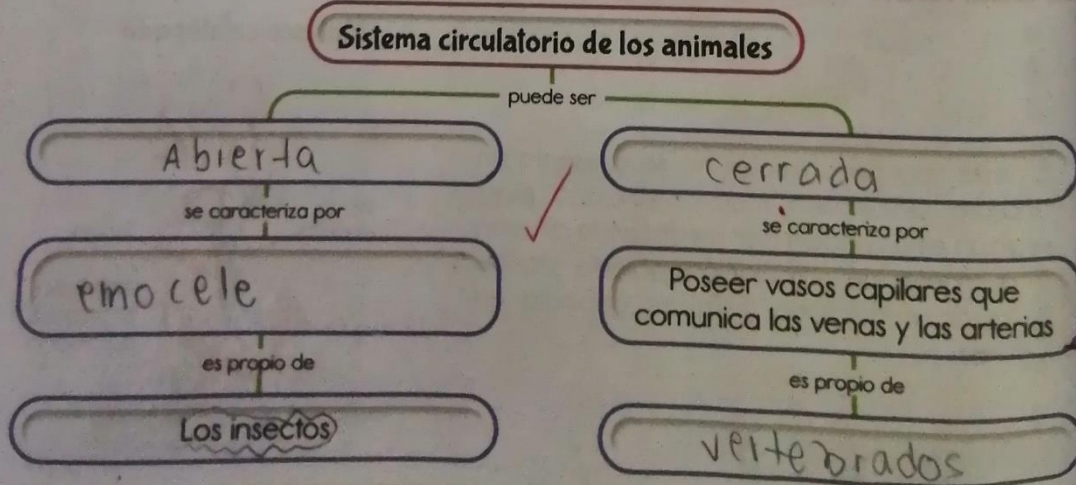 Sistema circulatorio de los animales
puede ser
Abierta
se caracteriza por
emocele
es propio de
Los insectos
cerrada
se caracteriza por
Poseer vasos capilares que
comunica las venas y las arterias
es propio de
vertebrados